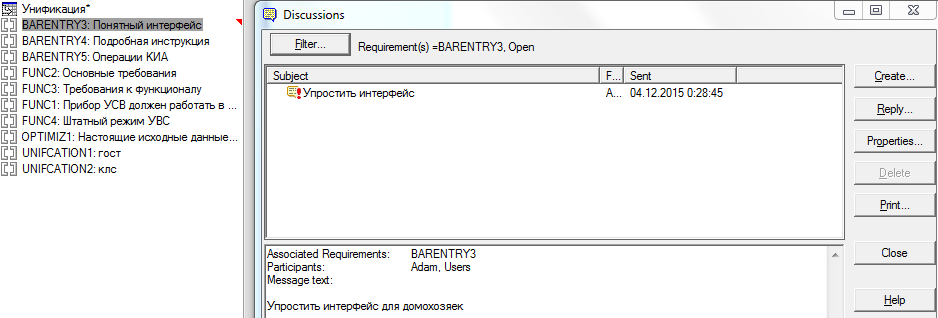 Унификация*
BARENTRY3: Понятный интерфейс
BARENTRY4: Подробная инструкция
BARENTRY5: Операции КИА
FUNC2: Основные требования
FUNC3: Требования к функционалу
FUNC1: Прибор УСВ должен работать в ...
FUNC4: Штатный режим УВС
OPTIMIZ1: Настоящие исходные данные...
UNIFCATION1: гост
UNIFCATION2: клс
Discussions
Filter...
Requirement(s) =BARENTRY3, Open
Subject F... Sent
Упростить интерфейс A... 04.12.2015 0:28:45
Create...
Reply...
Properties...
Delete
Print...
Close
Help
Associated Requirements: BARENTRY3
Participants: Adam, Users
Message text:
Упростить интерфейс для домохозяек